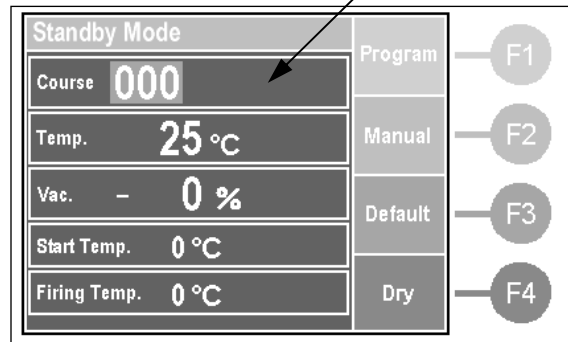 Standby Mode
Course 000
Temp. 25 °C
Vac. - 0 %
Start Temp. 0 °C
Firing Temp. 0 °C
Program F1
Manual F2
Default F3
Dry F4